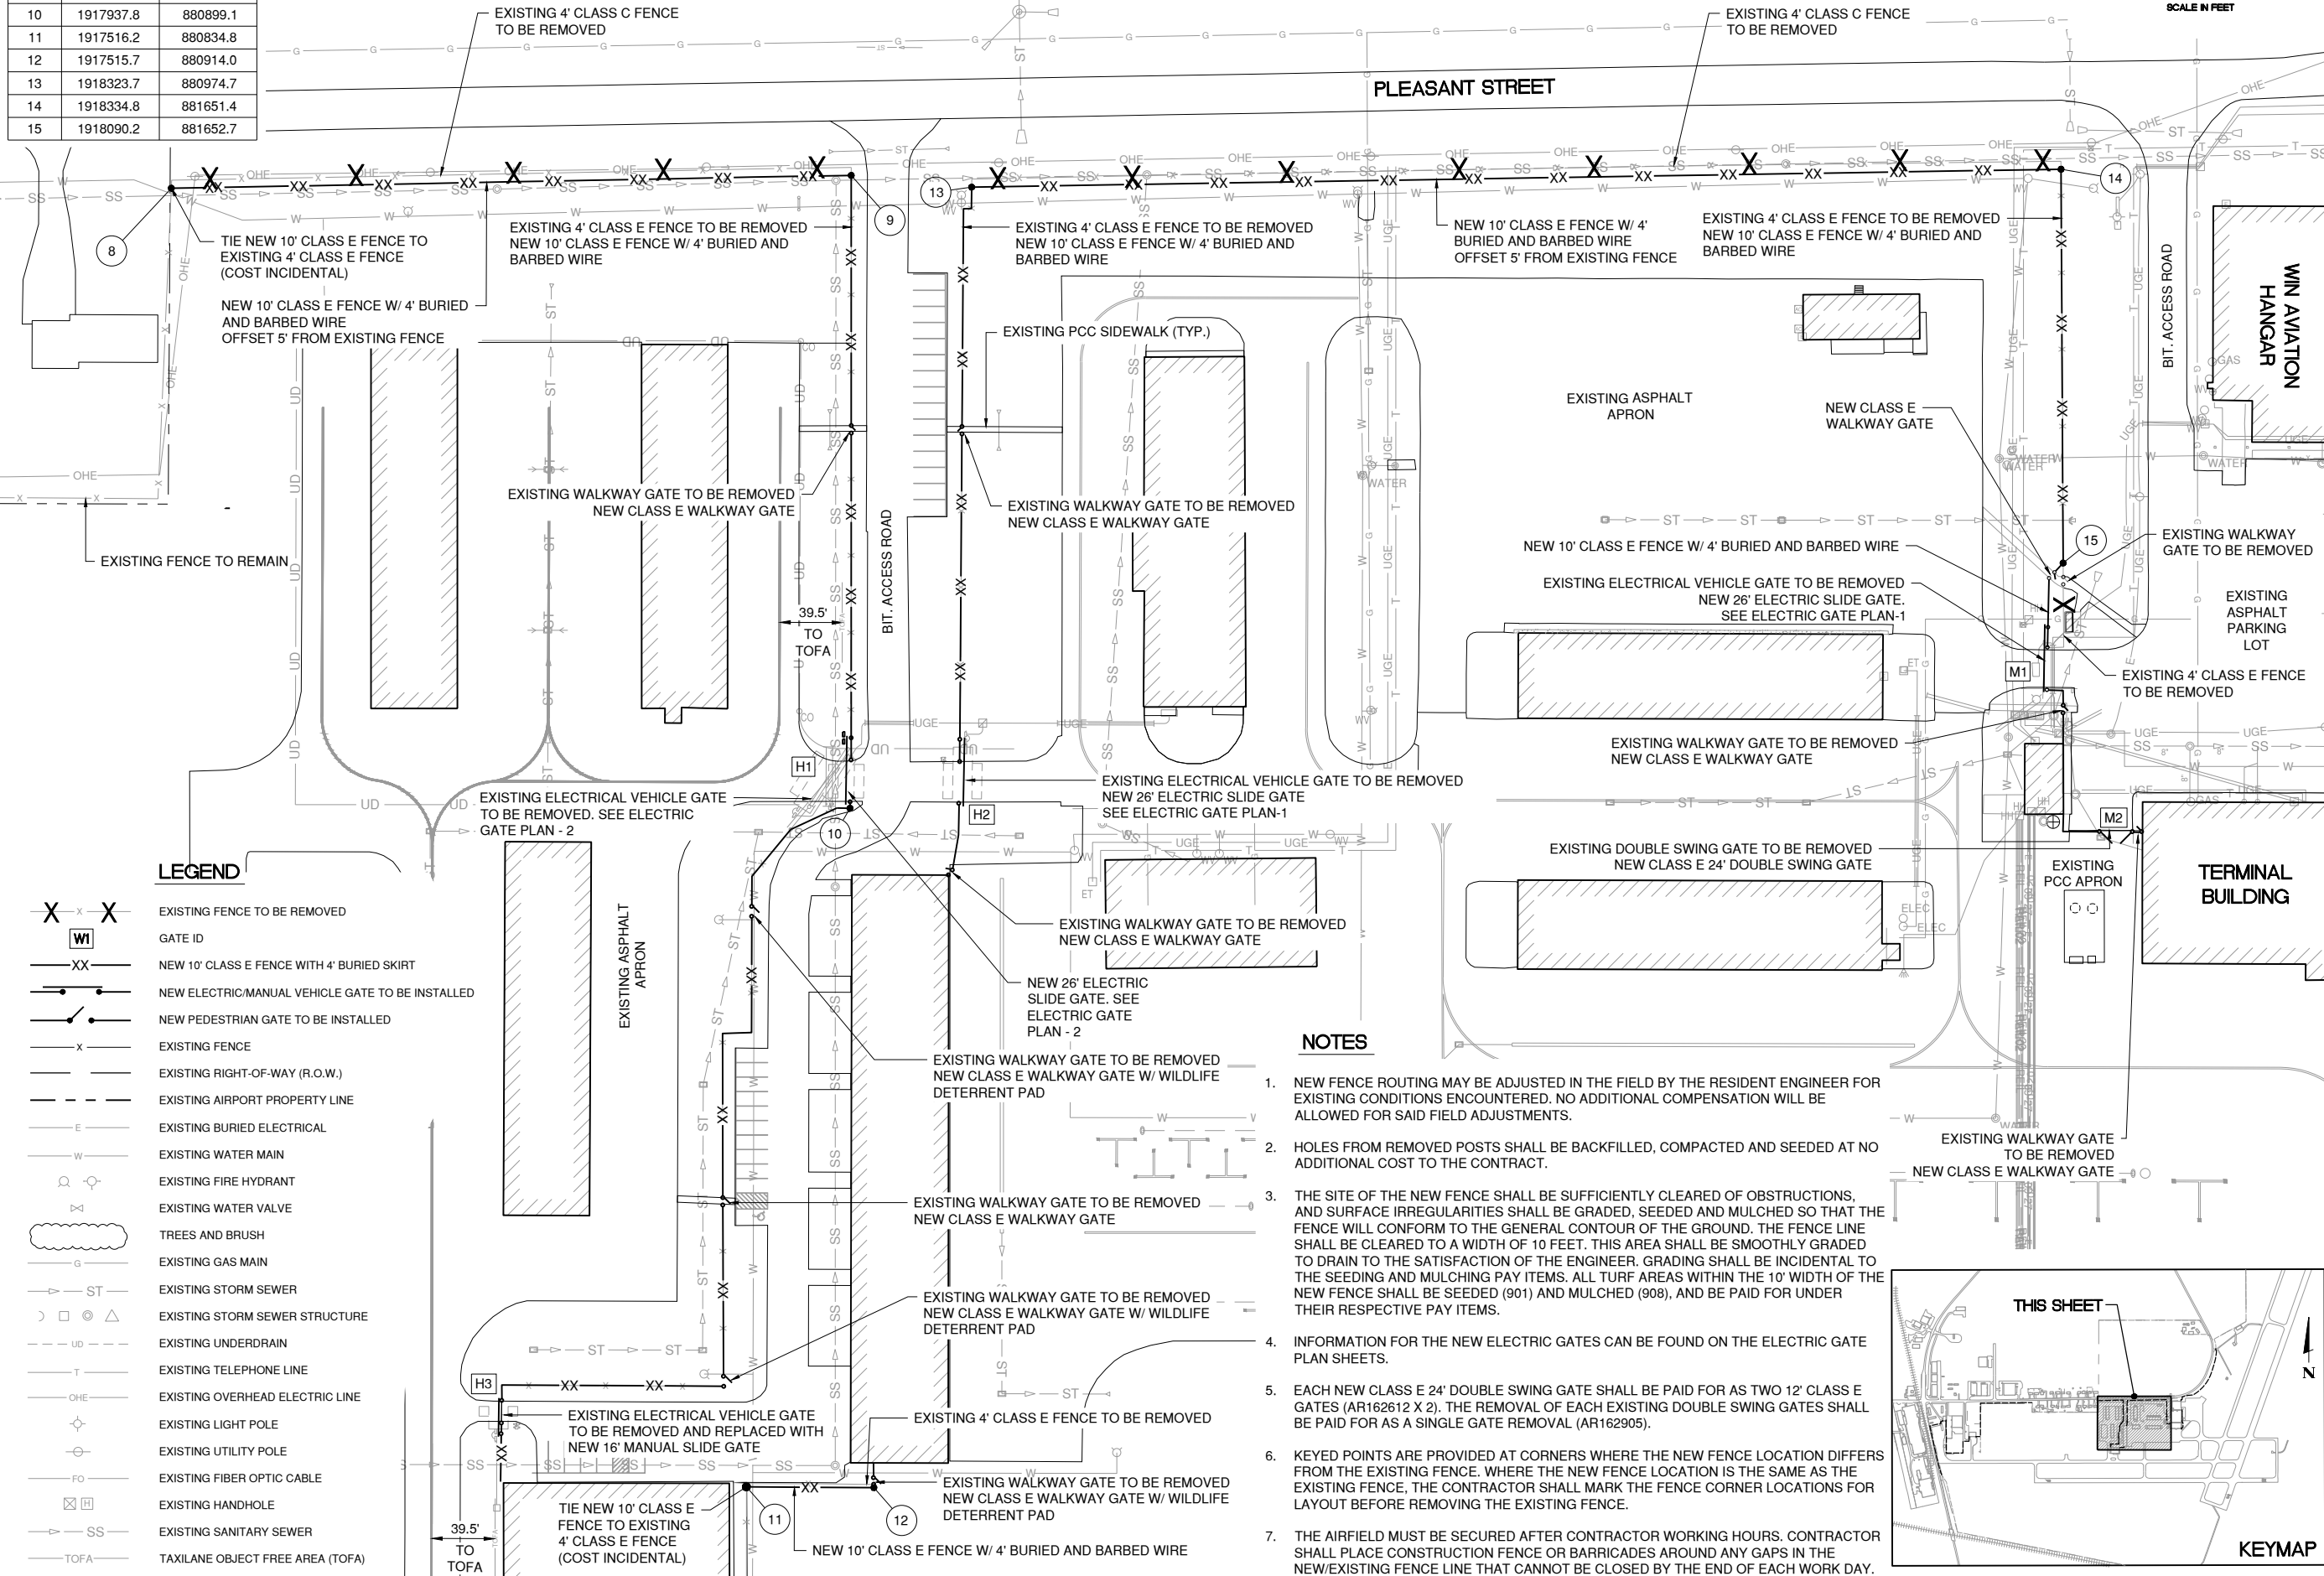 10 1917937.8 880899.1
11 1917516.2 880834.8
12 1917515.7 880914.0
13 1918323.7 880974.7
14 1918334.8 881651.4
15 1918090.2 881652.7
SCALE IN FEET
EXISTING 4' CLASS C FENCE
TO BE REMOVED
EXISTING 4' CLASS C FENCE
TO BE REMOVED
PLEASANT STREET
8
9
13
14
TIE NEW 10' CLASS E FENCE TO
EXISTING 4' CLASS E FENCE
(COST INCIDENTAL)
NEW 10' CLASS E FENCE W/ 4' BURIED
AND BARBED WIRE
OFFSET 5' FROM EXISTING FENCE
EXISTING 4' CLASS E FENCE TO BE REMOVED
NEW 10' CLASS E FENCE W/ 4' BURIED AND
BARBED WIRE
EXISTING 4' CLASS E FENCE TO BE REMOVED
NEW 10' CLASS E FENCE W/ 4' BURIED AND
BARBED WIRE
NEW 10' CLASS E FENCE W/ 4'
BURIED AND BARBED WIRE
OFFSET 5' FROM EXISTING FENCE
EXISTING 4' CLASS E FENCE TO BE REMOVED
NEW 10' CLASS E FENCE W/ 4' BURIED AND
BARBED WIRE
BIT. ACCESS ROAD
WIN AVIATION
HANGAR
EXISTING PCC SIDEWALK (TYP.)
EXISTING ASPHALT
APRON
NEW CLASS E
WALKWAY GATE
EXISTING WALKWAY GATE TO BE REMOVED
NEW CLASS E WALKWAY GATE
EXISTING WALKWAY GATE TO BE REMOVED
NEW CLASS E WALKWAY GATE
BIT. ACCESS ROAD
EXISTING FENCE TO REMAIN
NEW 10' CLASS E FENCE W/ 4' BURIED AND BARBED WIRE
15
EXISTING WALKWAY
GATE TO BE REMOVED
EXISTING ELECTRICAL VEHICLE GATE TO BE REMOVED
NEW 26' ELECTRIC SLIDE GATE.
SEE ELECTRIC GATE PLAN-1
EXISTING
ASPHALT
PARKING
LOT
39.5'
TO
TOFA
M1
EXISTING 4' CLASS E FENCE
TO BE REMOVED
EXISTING WALKWAY GATE TO BE REMOVED
NEW CLASS E WALKWAY GATE
H1
EXISTING ELECTRICAL VEHICLE GATE
TO BE REMOVED. SEE ELECTRIC
GATE PLAN - 2
10
H2
EXISTING ELECTRICAL VEHICLE GATE TO BE REMOVED
NEW 26' ELECTRIC SLIDE GATE
SEE ELECTRIC GATE PLAN-1
M2
EXISTING DOUBLE SWING GATE TO BE REMOVED
NEW CLASS E 24' DOUBLE SWING GATE
EXISTING
PCC APRON
TERMINAL
BUILDING
EXISTING ASPHALT
APRON
EXISTING WALKWAY GATE TO BE REMOVED
NEW CLASS E WALKWAY GATE
NEW 26' ELECTRIC
SLIDE GATE. SEE
ELECTRIC GATE
PLAN - 2
EXISTING WALKWAY GATE TO BE REMOVED
NEW CLASS E WALKWAY GATE W/ WILDLIFE
DETERRENT PAD
EXISTING WALKWAY GATE
TO BE REMOVED
NEW CLASS E WALKWAY GATE
EXISTING WALKWAY GATE TO BE REMOVED
NEW CLASS E WALKWAY GATE
EXISTING WALKWAY GATE TO BE REMOVED
NEW CLASS E WALKWAY GATE W/ WILDLIFE
DETERRENT PAD
H3
EXISTING ELECTRICAL VEHICLE GATE
TO BE REMOVED AND REPLACED WITH
NEW 16' MANUAL SLIDE GATE
EXISTING 4' CLASS E FENCE TO BE REMOVED
EXISTING WALKWAY GATE TO BE REMOVED
NEW CLASS E WALKWAY GATE W/ WILDLIFE
DETERRENT PAD
TIE NEW 10' CLASS E
FENCE TO EXISTING
4' CLASS E FENCE
(COST INCIDENTAL)
11
12
NEW 10' CLASS E FENCE W/ 4' BURIED AND BARBED WIRE
39.5'
TO
TOFA
LEGEND
X x X EXISTING FENCE TO BE REMOVED
W1 GATE ID
XX NEW 10' CLASS E FENCE WITH 4' BURIED SKIRT
NEW ELECTRIC/MANUAL VEHICLE GATE TO BE INSTALLED
NEW PEDESTRIAN GATE TO BE INSTALLED
x EXISTING FENCE
EXISTING RIGHT-OF-WAY (R.O.W.)
EXISTING AIRPORT PROPERTY LINE
E EXISTING BURIED ELECTRICAL
W EXISTING WATER MAIN
EXISTING FIRE HYDRANT
EXISTING WATER VALVE
TREES AND BRUSH
G EXISTING GAS MAIN
ST EXISTING STORM SEWER
EXISTING STORM SEWER STRUCTURE
UD EXISTING UNDERDRAIN
T EXISTING TELEPHONE LINE
OHE EXISTING OVERHEAD ELECTRIC LINE
EXISTING LIGHT POLE
EXISTING UTILITY POLE
FO EXISTING FIBER OPTIC CABLE
H EXISTING HANDHOLE
SS EXISTING SANITARY SEWER
TOFA TAXILANE OBJECT FREE AREA (TOFA)
NOTES
1. NEW FENCE ROUTING MAY BE ADJUSTED IN THE FIELD BY THE RESIDENT ENGINEER FOR
EXISTING CONDITIONS ENCOUNTERED. NO ADDITIONAL COMPENSATION WILL BE
ALLOWED FOR SAID FIELD ADJUSTMENTS.
2. HOLES FROM REMOVED POSTS SHALL BE BACKFILLED, COMPACTED AND SEEDED AT NO
ADDITIONAL COST TO THE CONTRACT.
3. THE SITE OF THE NEW FENCE SHALL BE SUFFICIENTLY CLEARED OF OBSTRUCTIONS,
AND SURFACE IRREGULARITIES SHALL BE GRADED, SEEDED AND MULCHED SO THAT THE
FENCE WILL CONFORM TO THE GENERAL CONTOUR OF THE GROUND. THE FENCE LINE
SHALL BE CLEARED TO A WIDTH OF 10 FEET. THIS AREA SHALL BE SMOOTHLY GRADED
TO DRAIN TO THE SATISFACTION OF THE ENGINEER. GRADING SHALL BE INCIDENTAL TO
THE SEEDING AND MULCHING PAY ITEMS. ALL TURF AREAS WITHIN THE 10' WIDTH OF THE
NEW FENCE SHALL BE SEEDED (901) AND MULCHED (908), AND BE PAID FOR UNDER
THEIR RESPECTIVE PAY ITEMS.
4. INFORMATION FOR THE NEW ELECTRIC GATES CAN BE FOUND ON THE ELECTRIC GATE
PLAN SHEETS.
5. EACH NEW CLASS E 24' DOUBLE SWING GATE SHALL BE PAID FOR AS TWO 12' CLASS E
GATES (AR162612 X 2). THE REMOVAL OF EACH EXISTING DOUBLE SWING GATES SHALL
BE PAID FOR AS A SINGLE GATE REMOVAL (AR162905).
6. KEYED POINTS ARE PROVIDED AT CORNERS WHERE THE NEW FENCE LOCATION DIFFERS
FROM THE EXISTING FENCE. WHERE THE NEW FENCE LOCATION IS THE SAME AS THE
EXISTING FENCE, THE CONTRACTOR SHALL MARK THE FENCE CORNER LOCATIONS FOR
LAYOUT BEFORE REMOVING THE EXISTING FENCE.
7. THE AIRFIELD MUST BE SECURED AFTER CONTRACTOR WORKING HOURS. CONTRACTOR
SHALL PLACE CONSTRUCTION FENCE OR BARRICADES AROUND ANY GAPS IN THE
NEW/EXISTING FENCE LINE THAT CANNOT BE CLOSED BY THE END OF EACH WORK DAY.
THIS SHEET
N
KEYMAP